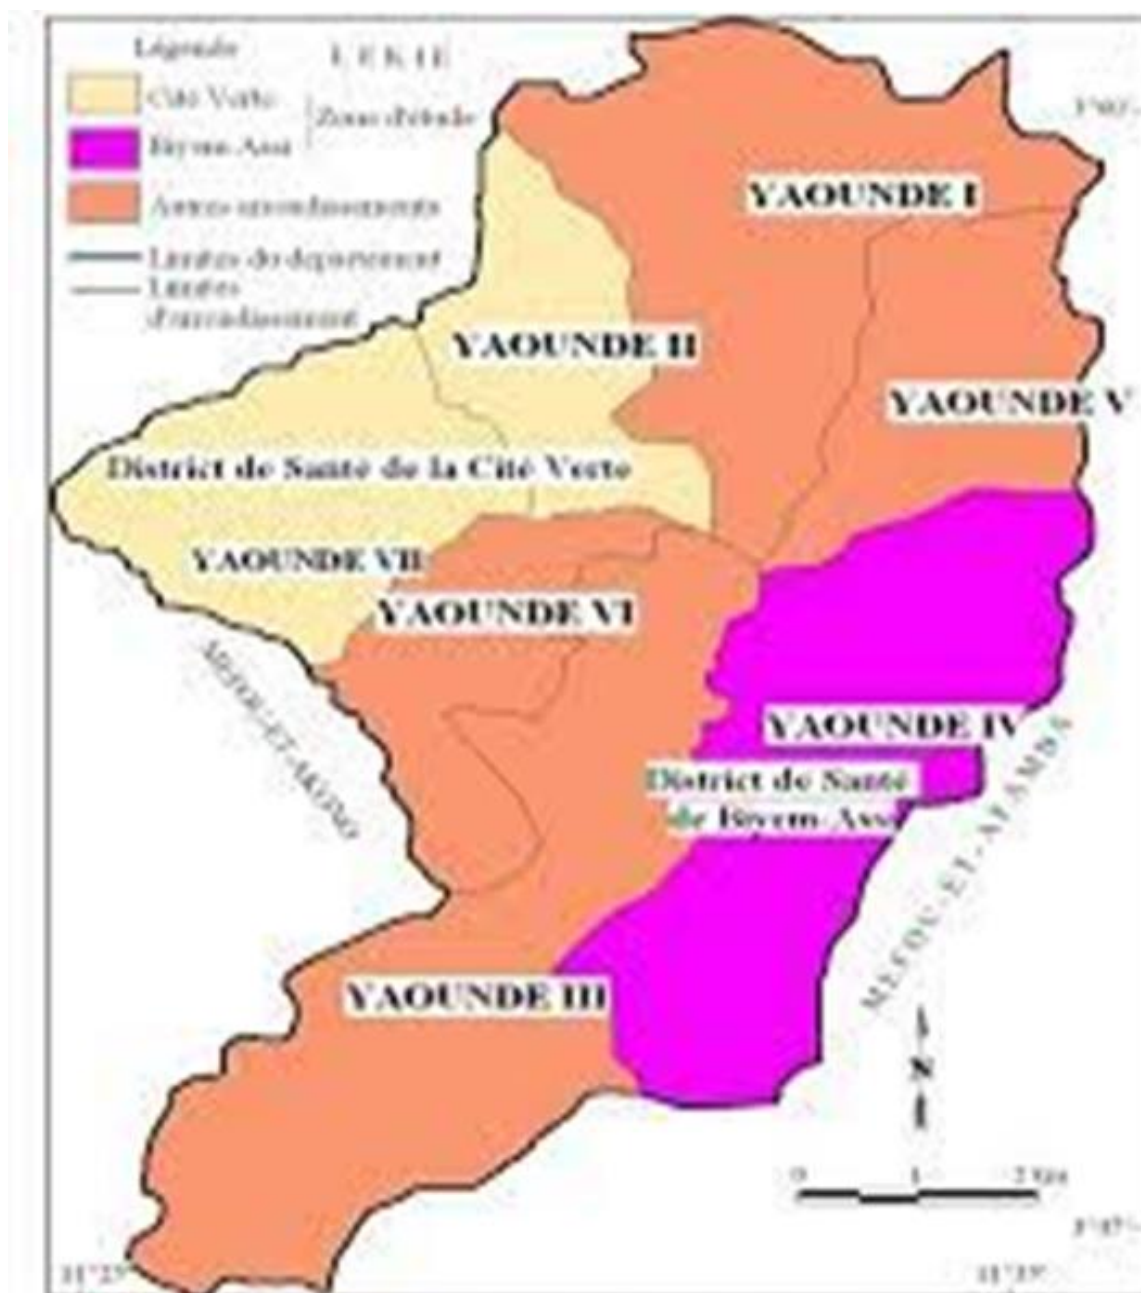 Légende
LEKIE
Cité Verte
Zone d'étude
Biyem-Assi
Autres arrondissements
Limites du département
Limites
d'arrondissement
YAOUNDE I
YAOUNDE II
YAOUNDE V
District de Santé de la Cité Verte
YAOUNDE VII
YAOUNDE VI
MEFOU-ET-AKONO
YAOUNDE IV
District de Santé
de Biyem-Assi
MEFOU-ET-AFAMBA
YAOUNDE III
N
0 1 2 Km